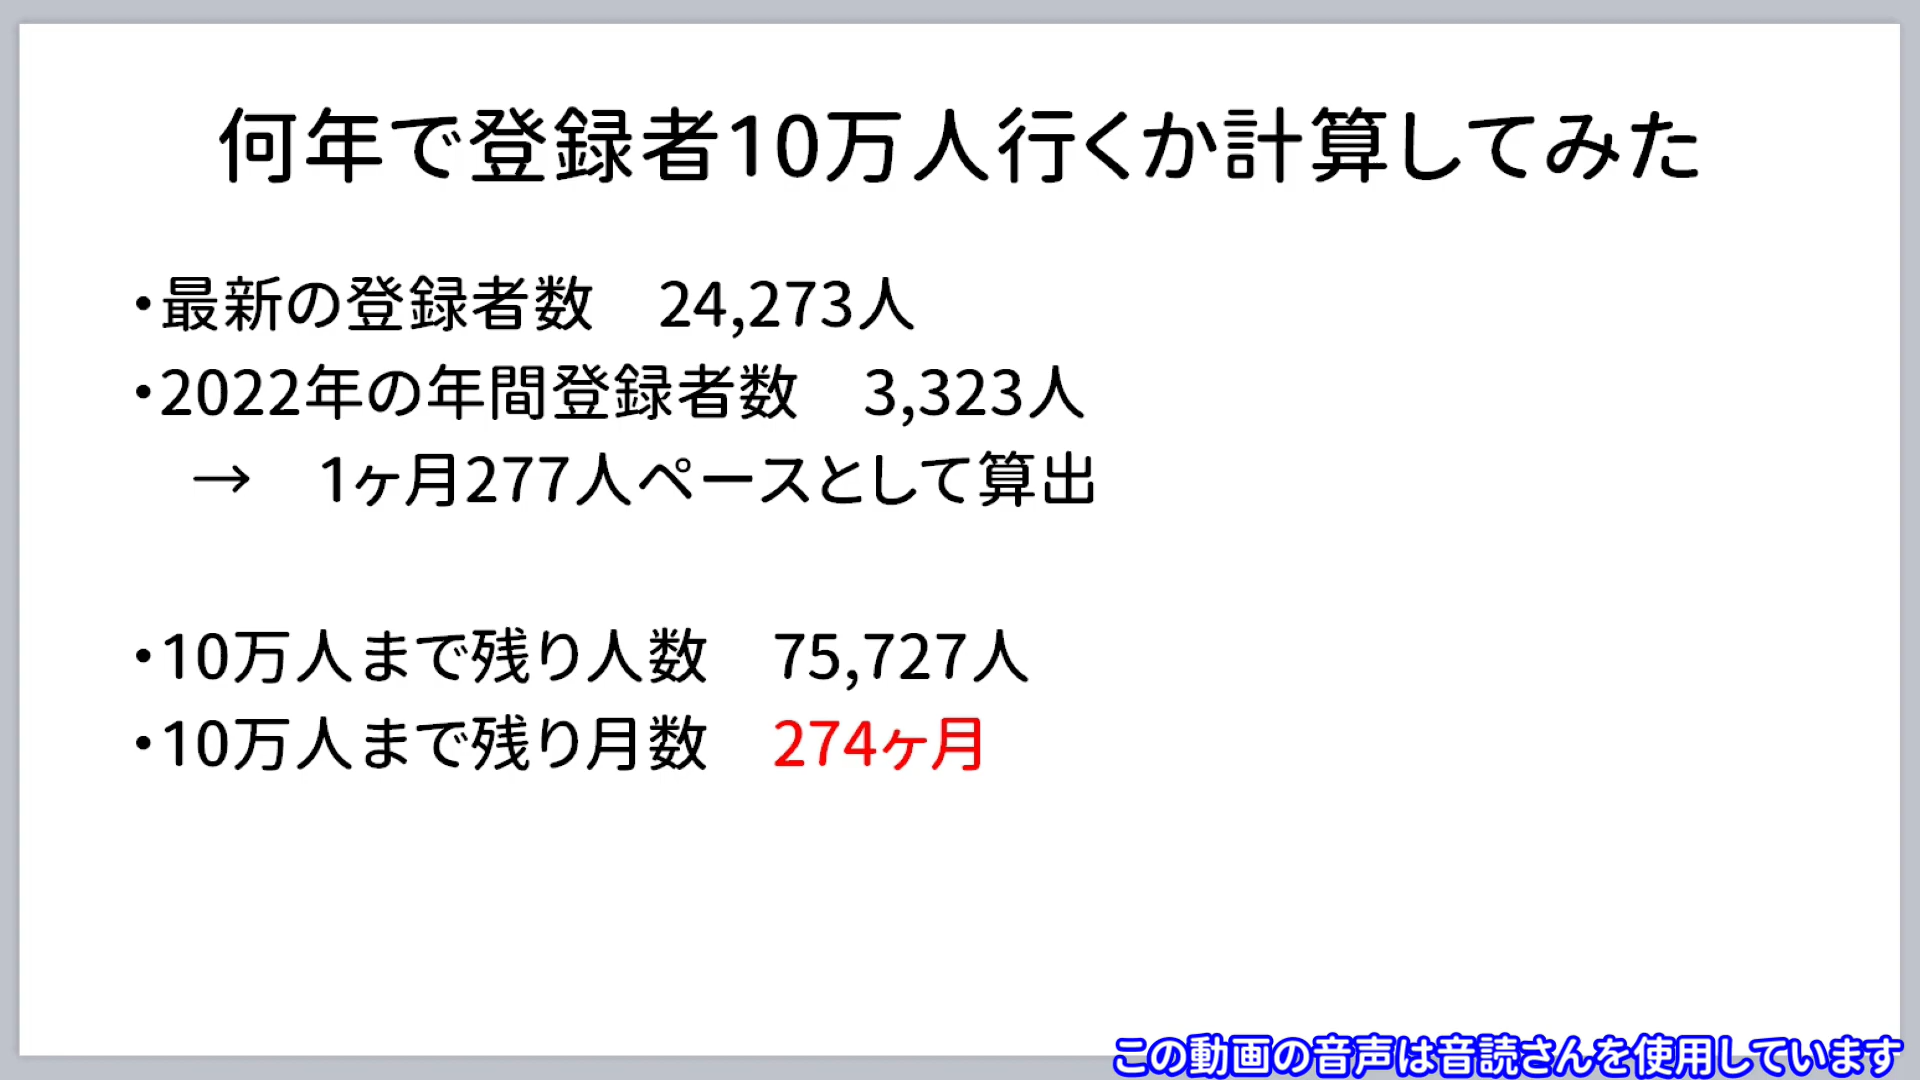 何年で登録者10万人行くか計算してみた
・最新の登録者数　24,273人
・2022年の年間登録者数　3,323人
→　1ヶ月277人ペースとして算出
・10万人まで残り人数　75,727人
・10万人まで残り月数　274ヶ月
この動画の音声は音読さんを使用しています